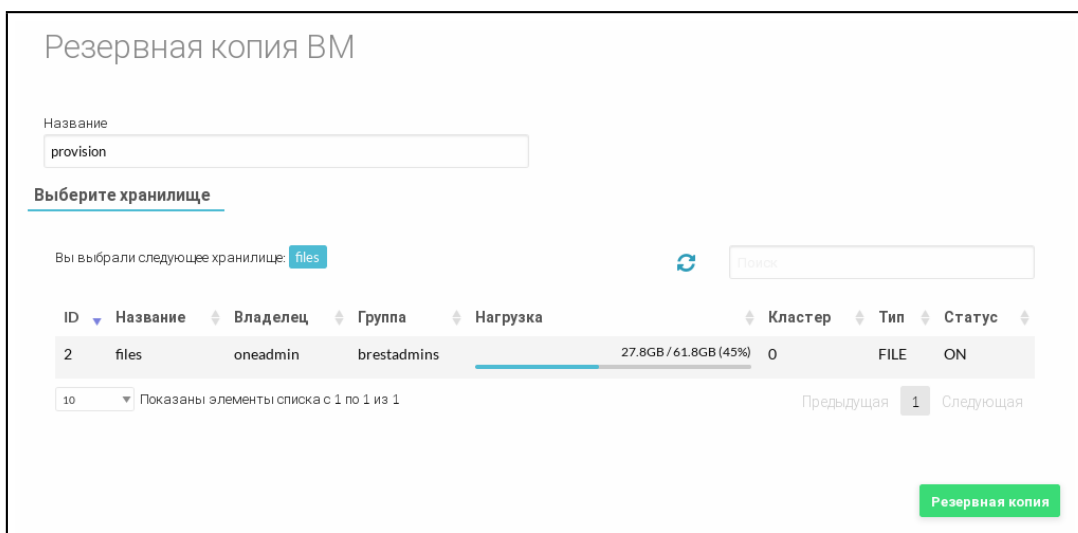 Резервная копия ВМ
Название
provision
Выберите хранилище
Вы выбрали следующее хранилище: files
Поиск
ID Название Владелец Группа Нагрузка Кластер Тип Статус
2 files oneadmin brestadmins 27.8GB / 61.8GB (45%) 0 FILE ON
10 Показаны элементы списка с 1 по 1 из 1 Предыдущая 1 Следующая
Резервная копия